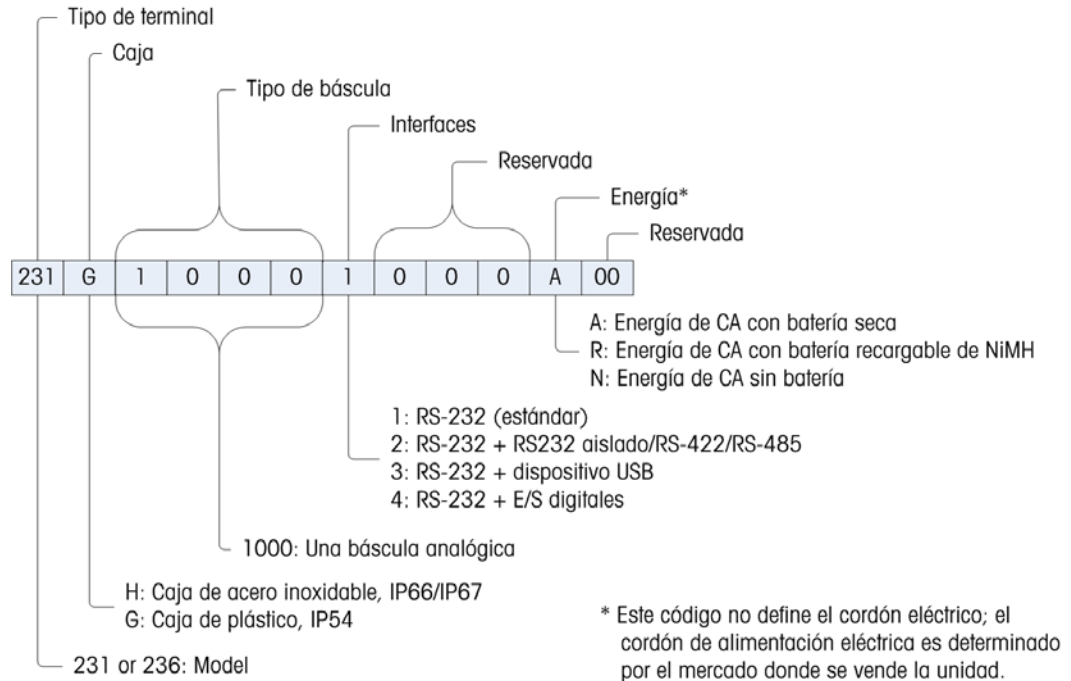 Tipo de terminal
Caja
Tipo de báscula
Interfaces
Reservada
Energía*
Reservada
231 G 1 0 0 0 1 0 0 0 A 00
A: Energía de CA con batería seca
R: Energía de CA con batería recargable de NiMH
N: Energía de CA sin batería
1: RS-232 (estándar)
2: RS-232 + RS232 aislado/RS-422/RS-485
3: RS-232 + dispositivo USB
4: RS-232 + E/S digitales
1000: Una báscula analógica
H: Caja de acero inoxidable, IP66/IP67
G: Caja de plástico, IP54
231 or 236: Model
* Este código no define el cordón eléctrico; el
cordón de alimentación eléctrica es determinado
por el mercado donde se vende la unidad.